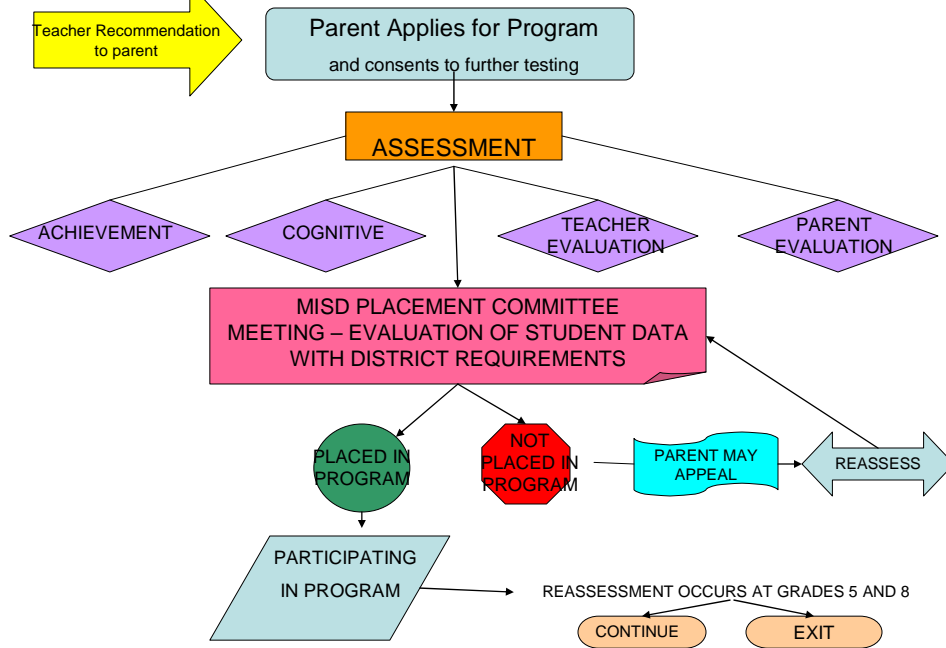 Teacher Recommendation
to parent
Parent Applies for Program
and consents to further testing
ASSESSMENT
ACHIEVEMENT
COGNITIVE
TEACHER
EVALUATION
PARENT
EVALUATION
MISD PLACEMENT COMMITTEE
MEETING – EVALUATION OF STUDENT DATA
WITH DISTRICT REQUIREMENTS
PLACED IN
PROGRAM
NOT
PLACED IN
PROGRAM
PARENT MAY
APPEAL
REASSESS
PARTICIPATING
IN PROGRAM
REASSESSMENT OCCURS AT GRADES 5 AND 8
CONTINUE
EXIT